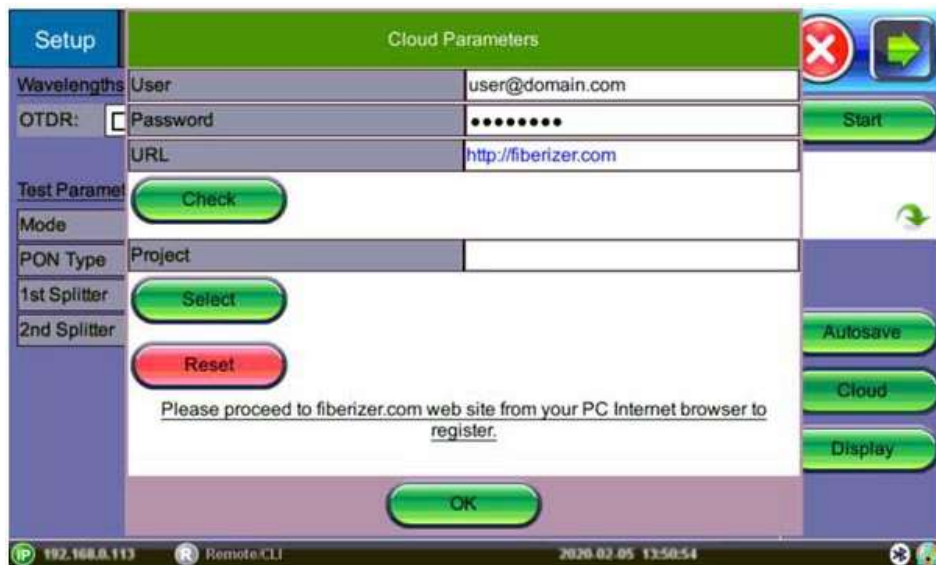 Setup
Cloud Parameters
Wavelengths
User
user@domain.com
OTDR:
Password
••••••••
Start
URL
http://fiberizer.com
Test Paramet
Check
Mode
PON Type
Project
1st Splitter
Select
2nd Splitter
Autosave
Reset
Cloud
Please proceed to fiberizer.com web site from your PC Internet browser to
register.
Display
OK
IP 192.168.0.113
R Remote/CLI
2020-02-05 13:50:54